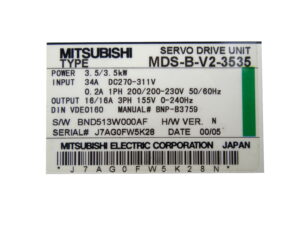 MITSUBISHI SERVO DRIVE UNIT
TYPE MDS-B-V2-3535
POWER 3.5/3.5kW
INPUT 34A DC270-311V
0.2A 1PH 200/200-230V 50/60Hz
OUTPUT 16/16A 3PH 155V 0-240Hz
DIN VDE0160 MANUAL# BNP-B3759
S/W BND513W000AF H/W VER. N
SERIAL# J7AG0FW5K28 DATE 00/05
MITSUBISHI ELECTRIC CORPORATION JAPAN
* J 7 A G 0 F W 5 K 2 8 N *